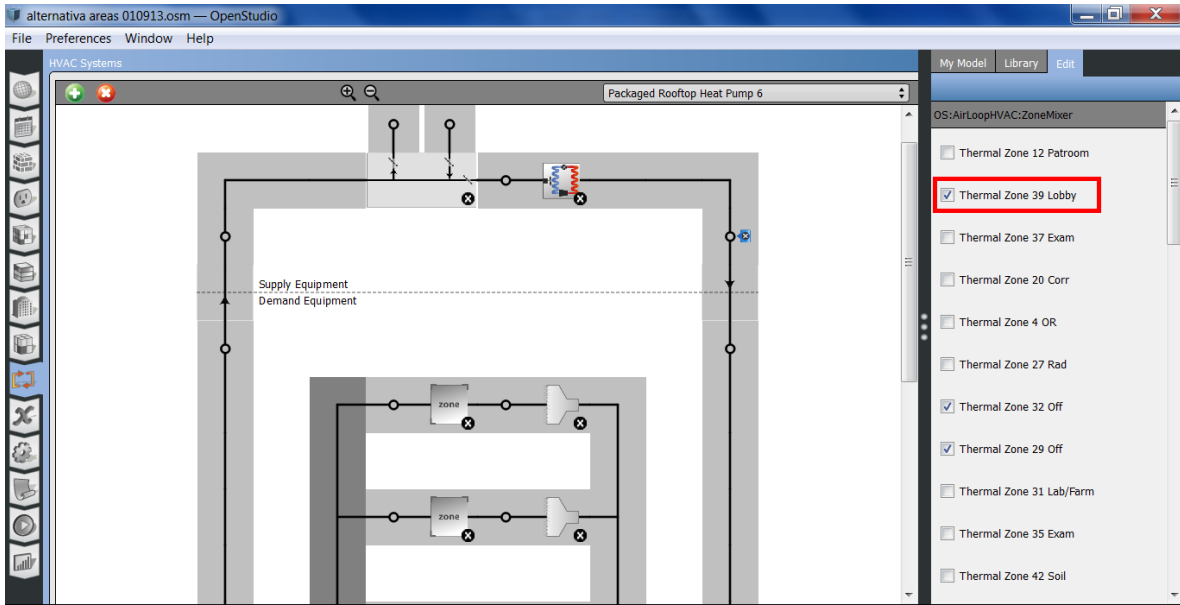 alternativa areas 010913.osm — OpenStudio
File Preferences Window Help
HVAC Systems
My Model Library Edit
Packaged Rooftop Heat Pump 6
OS:AirLoopHVAC:ZoneMixer
Thermal Zone 12 Patroom
Thermal Zone 39 Lobby
Thermal Zone 37 Exam
Supply Equipment
Demand Equipment
Thermal Zone 20 Corr
Thermal Zone 4 OR
Thermal Zone 27 Rad
zone
Thermal Zone 32 Off
Thermal Zone 29 Off
Thermal Zone 31 Lab/Farm
zone
Thermal Zone 35 Exam
Thermal Zone 42 Soil